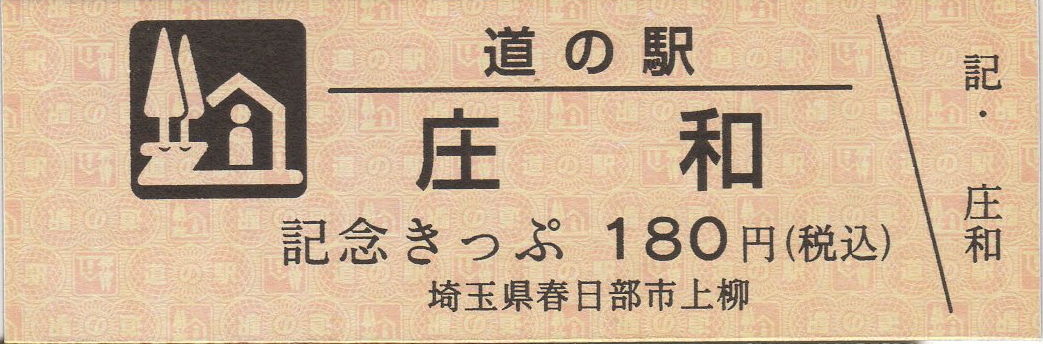 道の駅
庄和
記念きっぷ 180円(税込)
埼玉県春日部市上柳
記・庄和